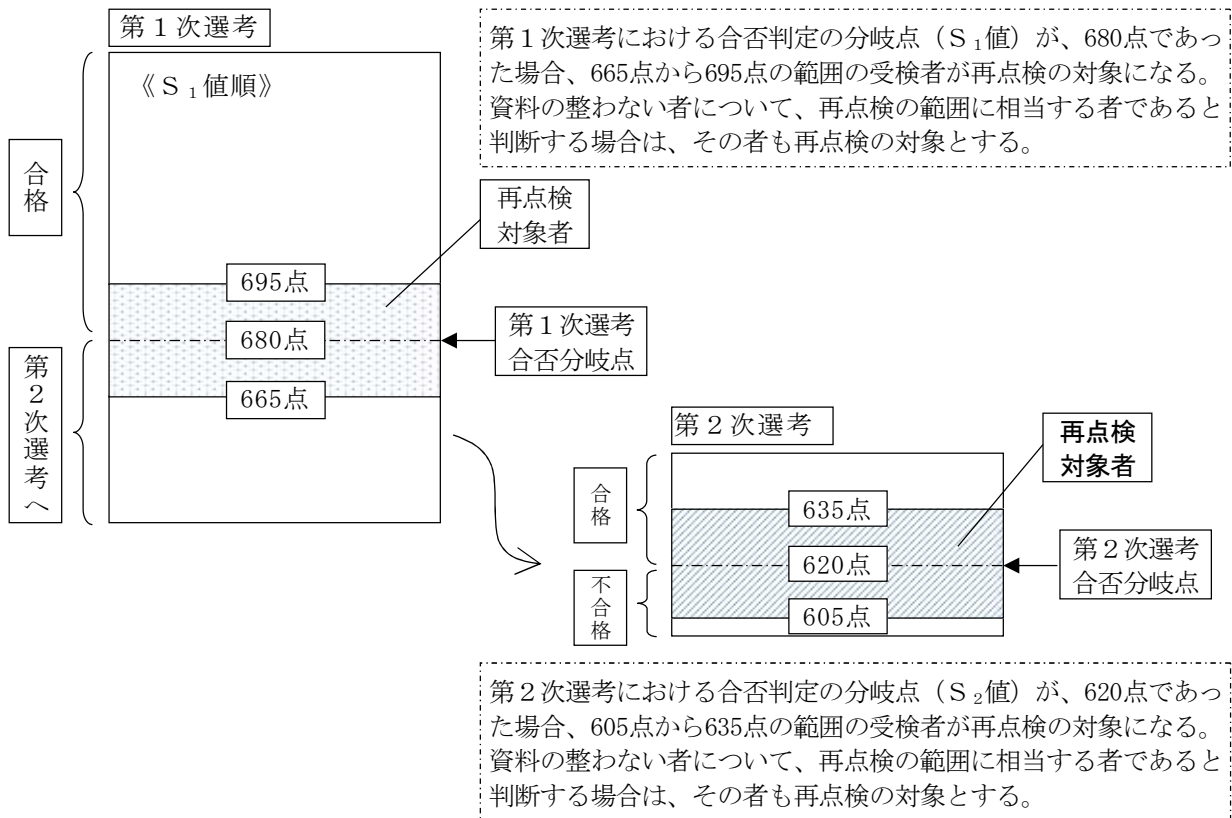 第１次選考
《Ｓ₁値順》
合格
第２次選考へ
695点
680点
665点
再点検
対象者
第１次選考
合否分岐点
第１次選考における合否判定の分岐点（Ｓ₁値）が、680点であっ
た場合、665点から695点の範囲の受検者が再点検の対象になる。
資料の整わない者について、再点検の範囲に相当する者であると
判断する場合は、その者も再点検の対象とする。
第２次選考
合格
不合格
635点
620点
605点
再点検
対象者
第２次選考
合否分岐点
第２次選考における合否判定の分岐点（Ｓ₂値）が、620点であっ
た場合、605点から635点の範囲の受検者が再点検の対象になる。
資料の整わない者について、再点検の範囲に相当する者であると
判断する場合は、その者も再点検の対象とする。